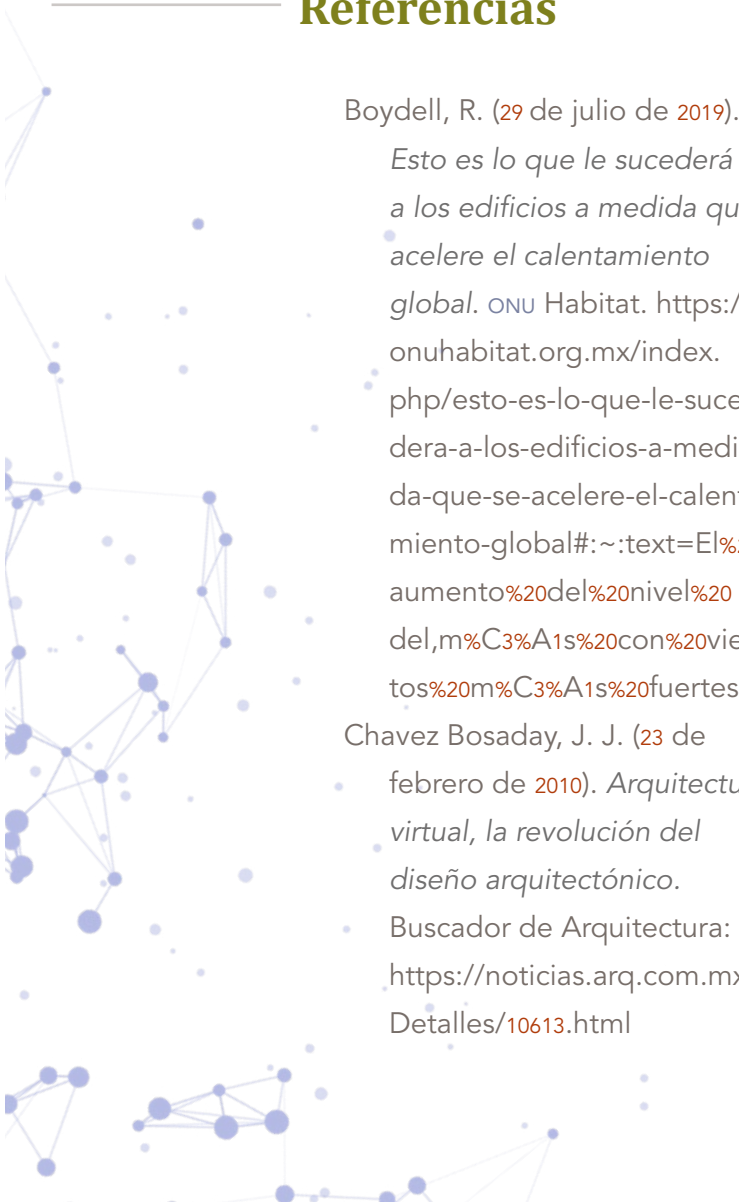 Referencias
Boydell, R. (29 de julio de 2019).
Esto es lo que le sucederá
a los edificios a medida qu
acelere el calentamiento
global. ONU Habitat. https:/
onuhabitat.org.mx/index.
php/esto-es-lo-que-le-suce
dera-a-los-edificios-a-medi
da-que-se-acelere-el-calent
miento-global#:~:text=El%
aumento%20del%20nivel%20
del,m%C3%A1s%20con%20vie
tos%20m%C3%A1s%20fuertes
Chavez Bosaday, J. J. (23 de
febrero de 2010). Arquitectu
virtual, la revolución del
diseño arquitectónico.
Buscador de Arquitectura:
https://noticias.arq.com.mx
Detalles/10613.html